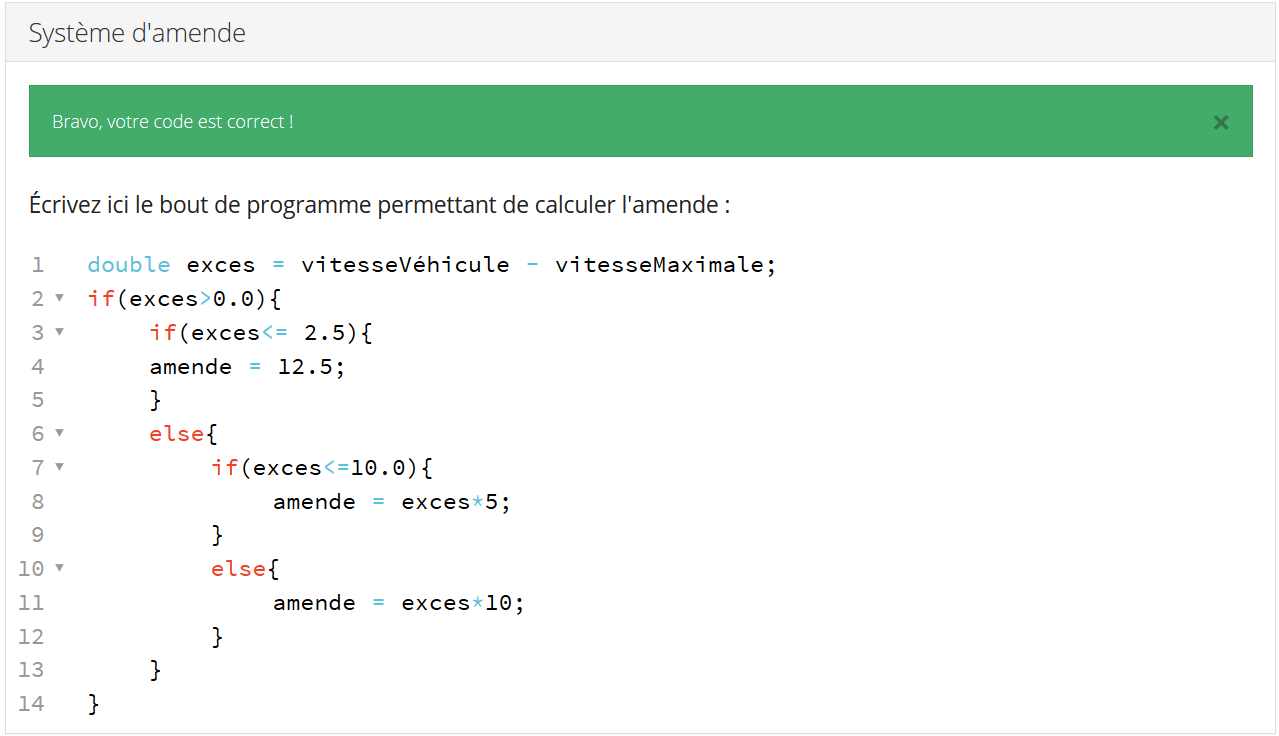 Système d'amende
Bravo, votre code est correct !
×
Écrivez ici le bout de programme permettant de calculer l'amende :
1 double exces = vitesseVéhicule - vitesseMaximale;
2 if(exces>0.0){
3 if(exces<= 2.5){
4 amende = 12.5;
5 }
6 else{
7 if(exces<=10.0){
8 amende = exces*5;
9 }
10 else{
11 amende = exces*10;
12 }
13 }
14 }